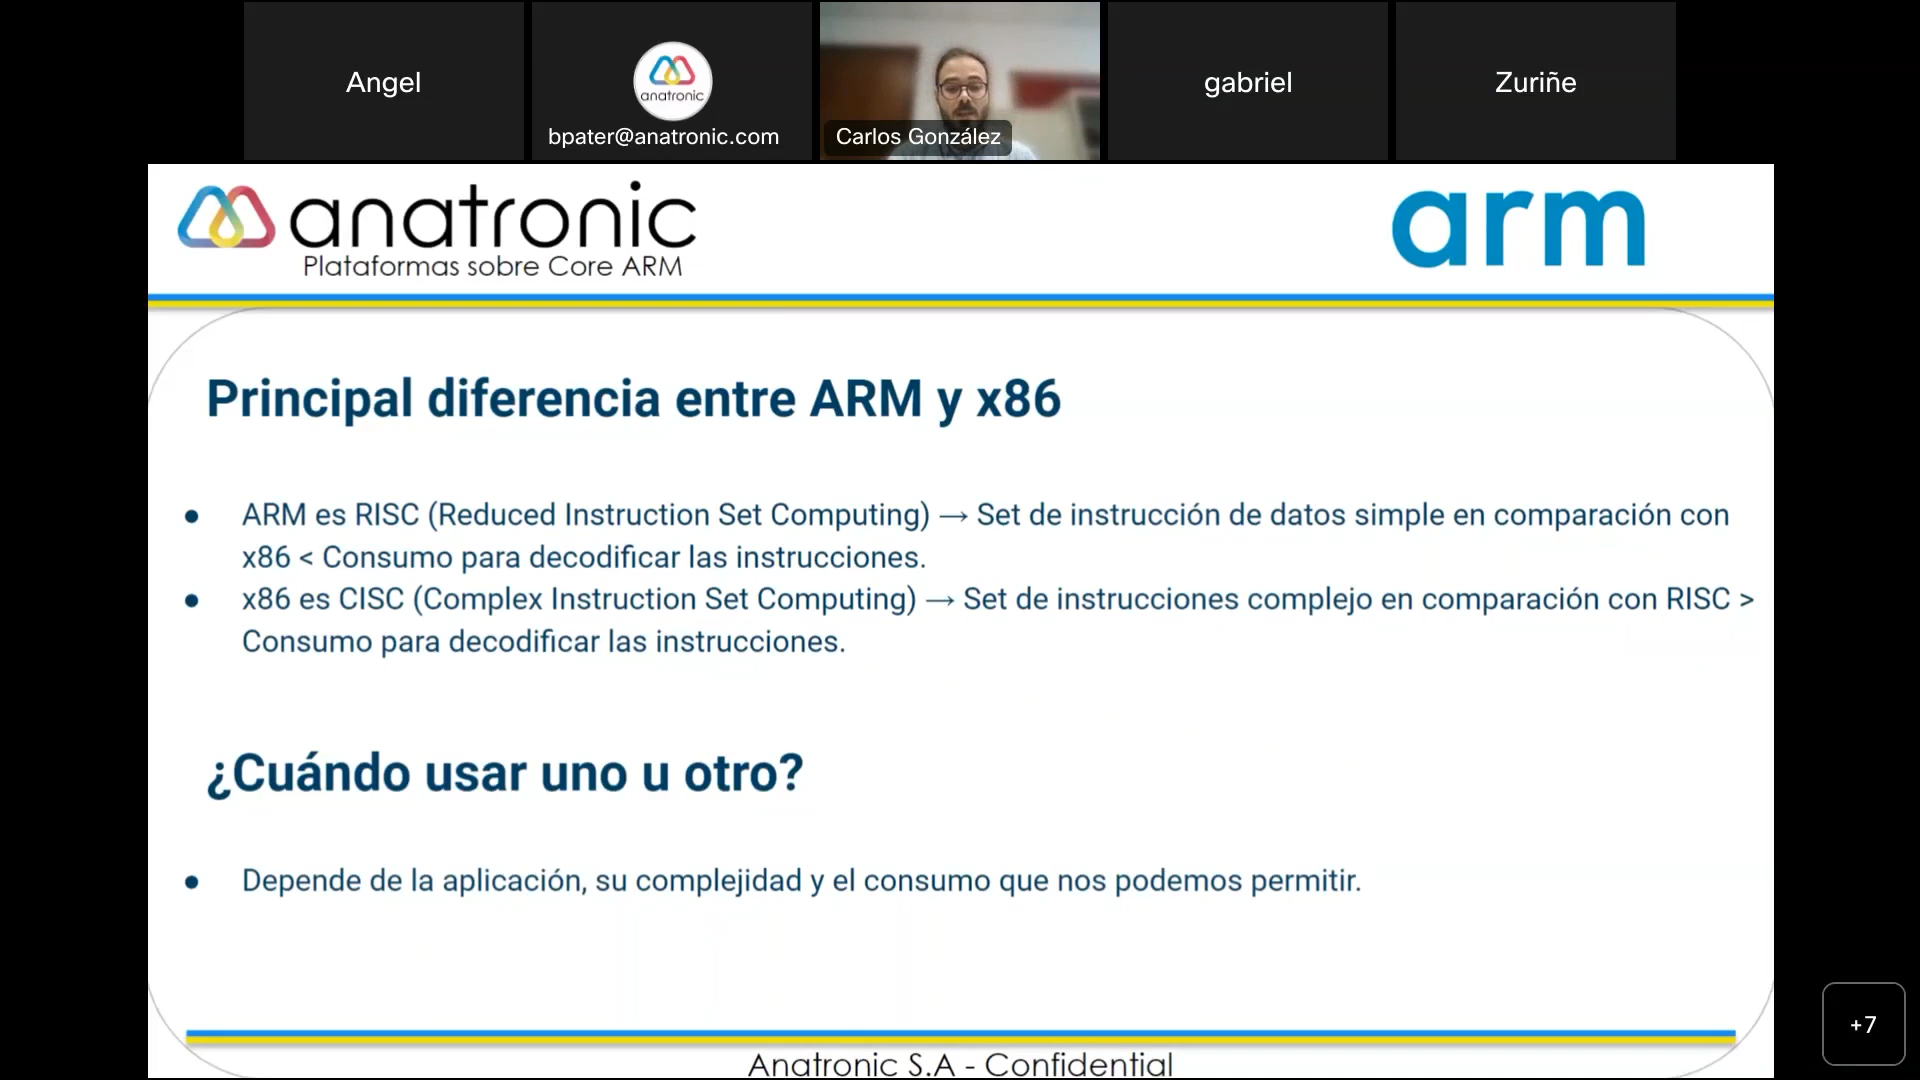 Angel
anatronic
bpater@anatronic.com
Carlos González
gabriel
Zuriñe
anatronic
Plataformas sobre Core ARM
arm
Principal diferencia entre ARM y x86
● ARM es RISC (Reduced Instruction Set Computing) → Set de instrucción de datos simple en comparación con
x86 < Consumo para decodificar las instrucciones.
● x86 es CISC (Complex Instruction Set Computing) → Set de instrucciones complejo en comparación con RISC >
Consumo para decodificar las instrucciones.
¿Cuándo usar uno u otro?
● Depende de la aplicación, su complejidad y el consumo que nos podemos permitir.
+7
Anatronic S.A - Confidential